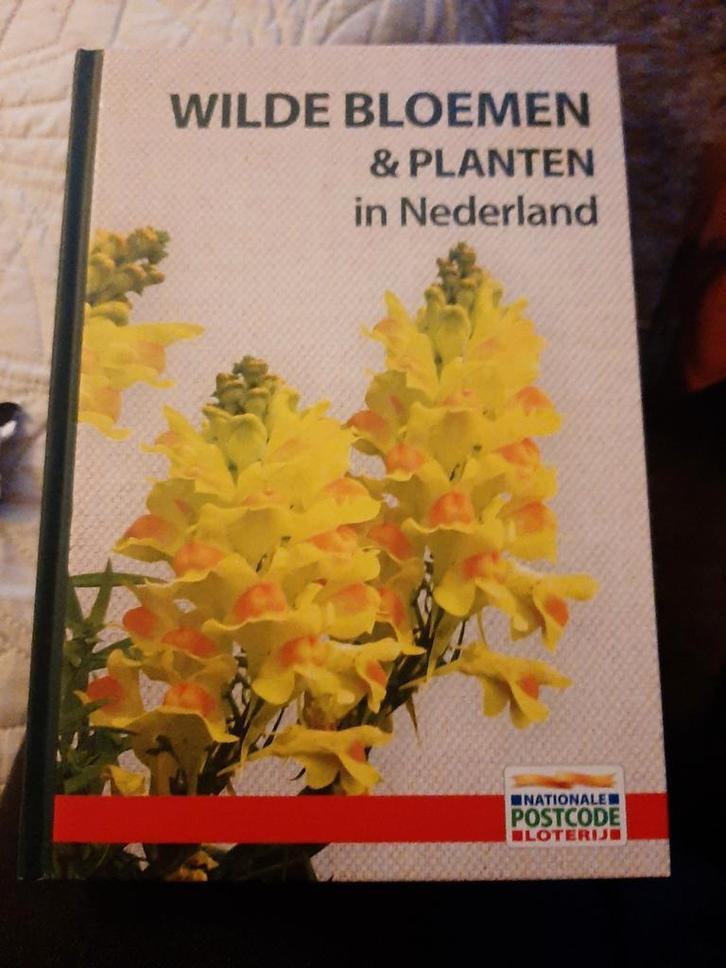 WILDE BLOEMEN
& PLANTEN
in Nederland
NATIONALE
POSTCODE
LOTERIJ